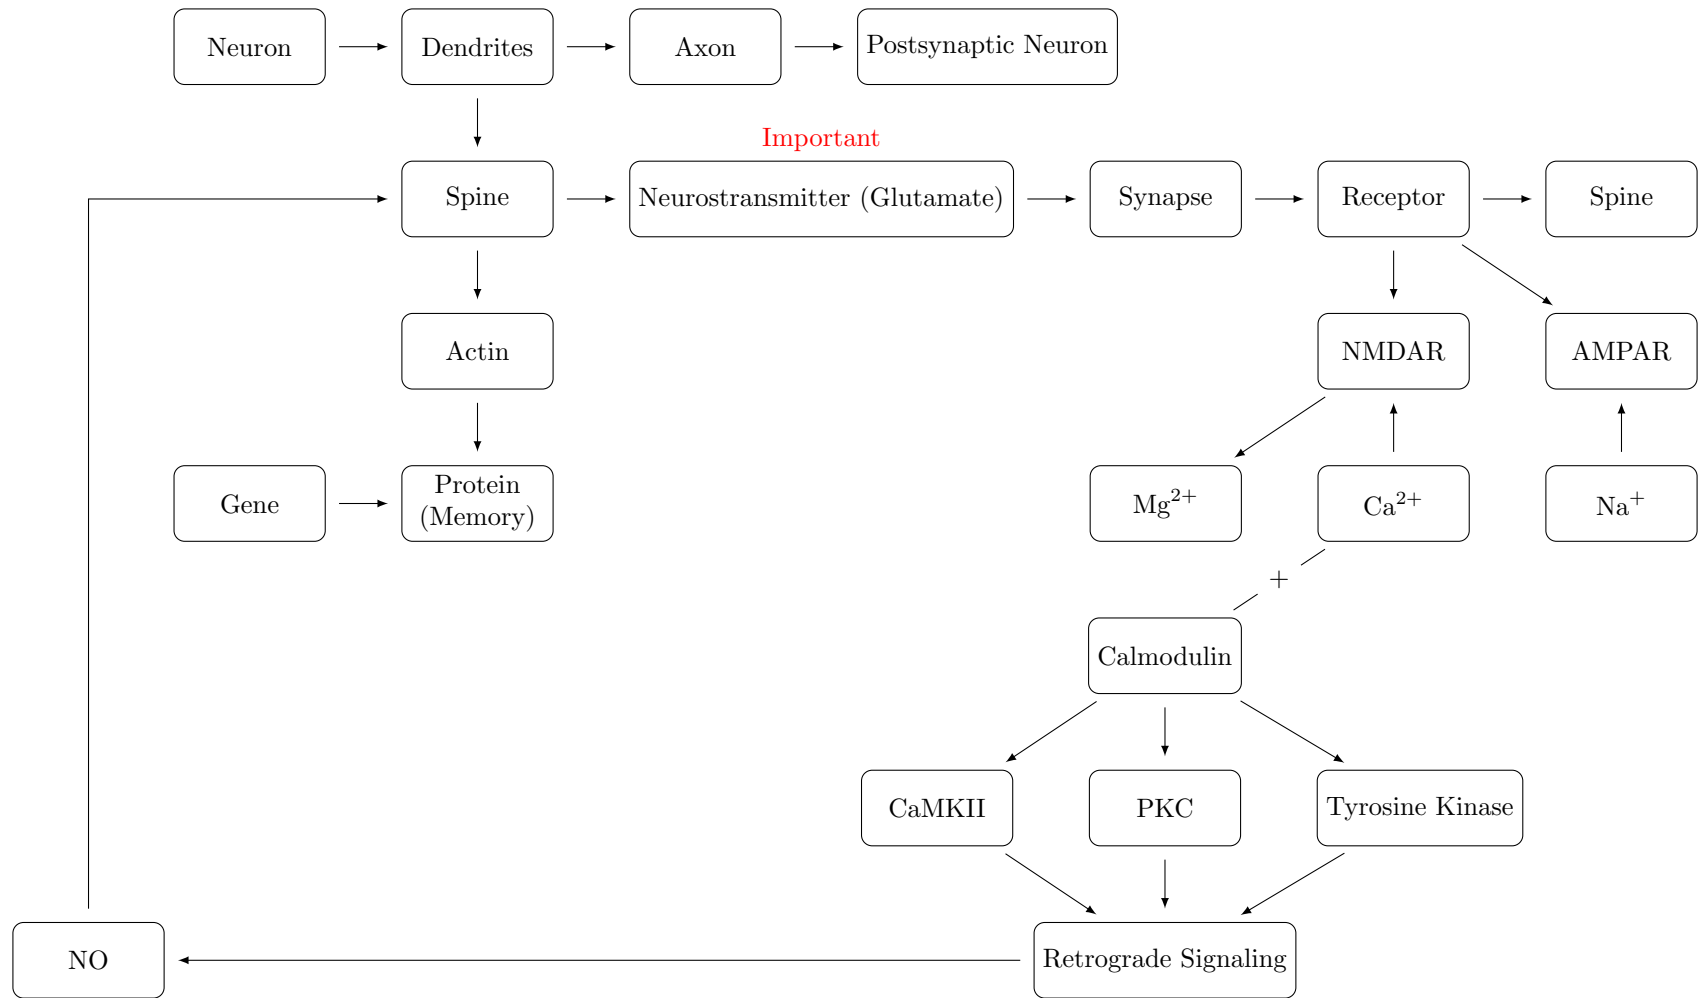 Neuron
Dendrites
Axon
Postsynaptic Neuron
Important
Spine
Neurostransmitter (Glutamate)
Synapse
Receptor
Spine
Actin
NMDAR
AMPAR
Gene
Protein
(Memory)
Mg²⁺
Ca²⁺
Na⁺
+
Calmodulin
CaMKII
PKC
Tyrosine Kinase
NO
Retrograde Signaling